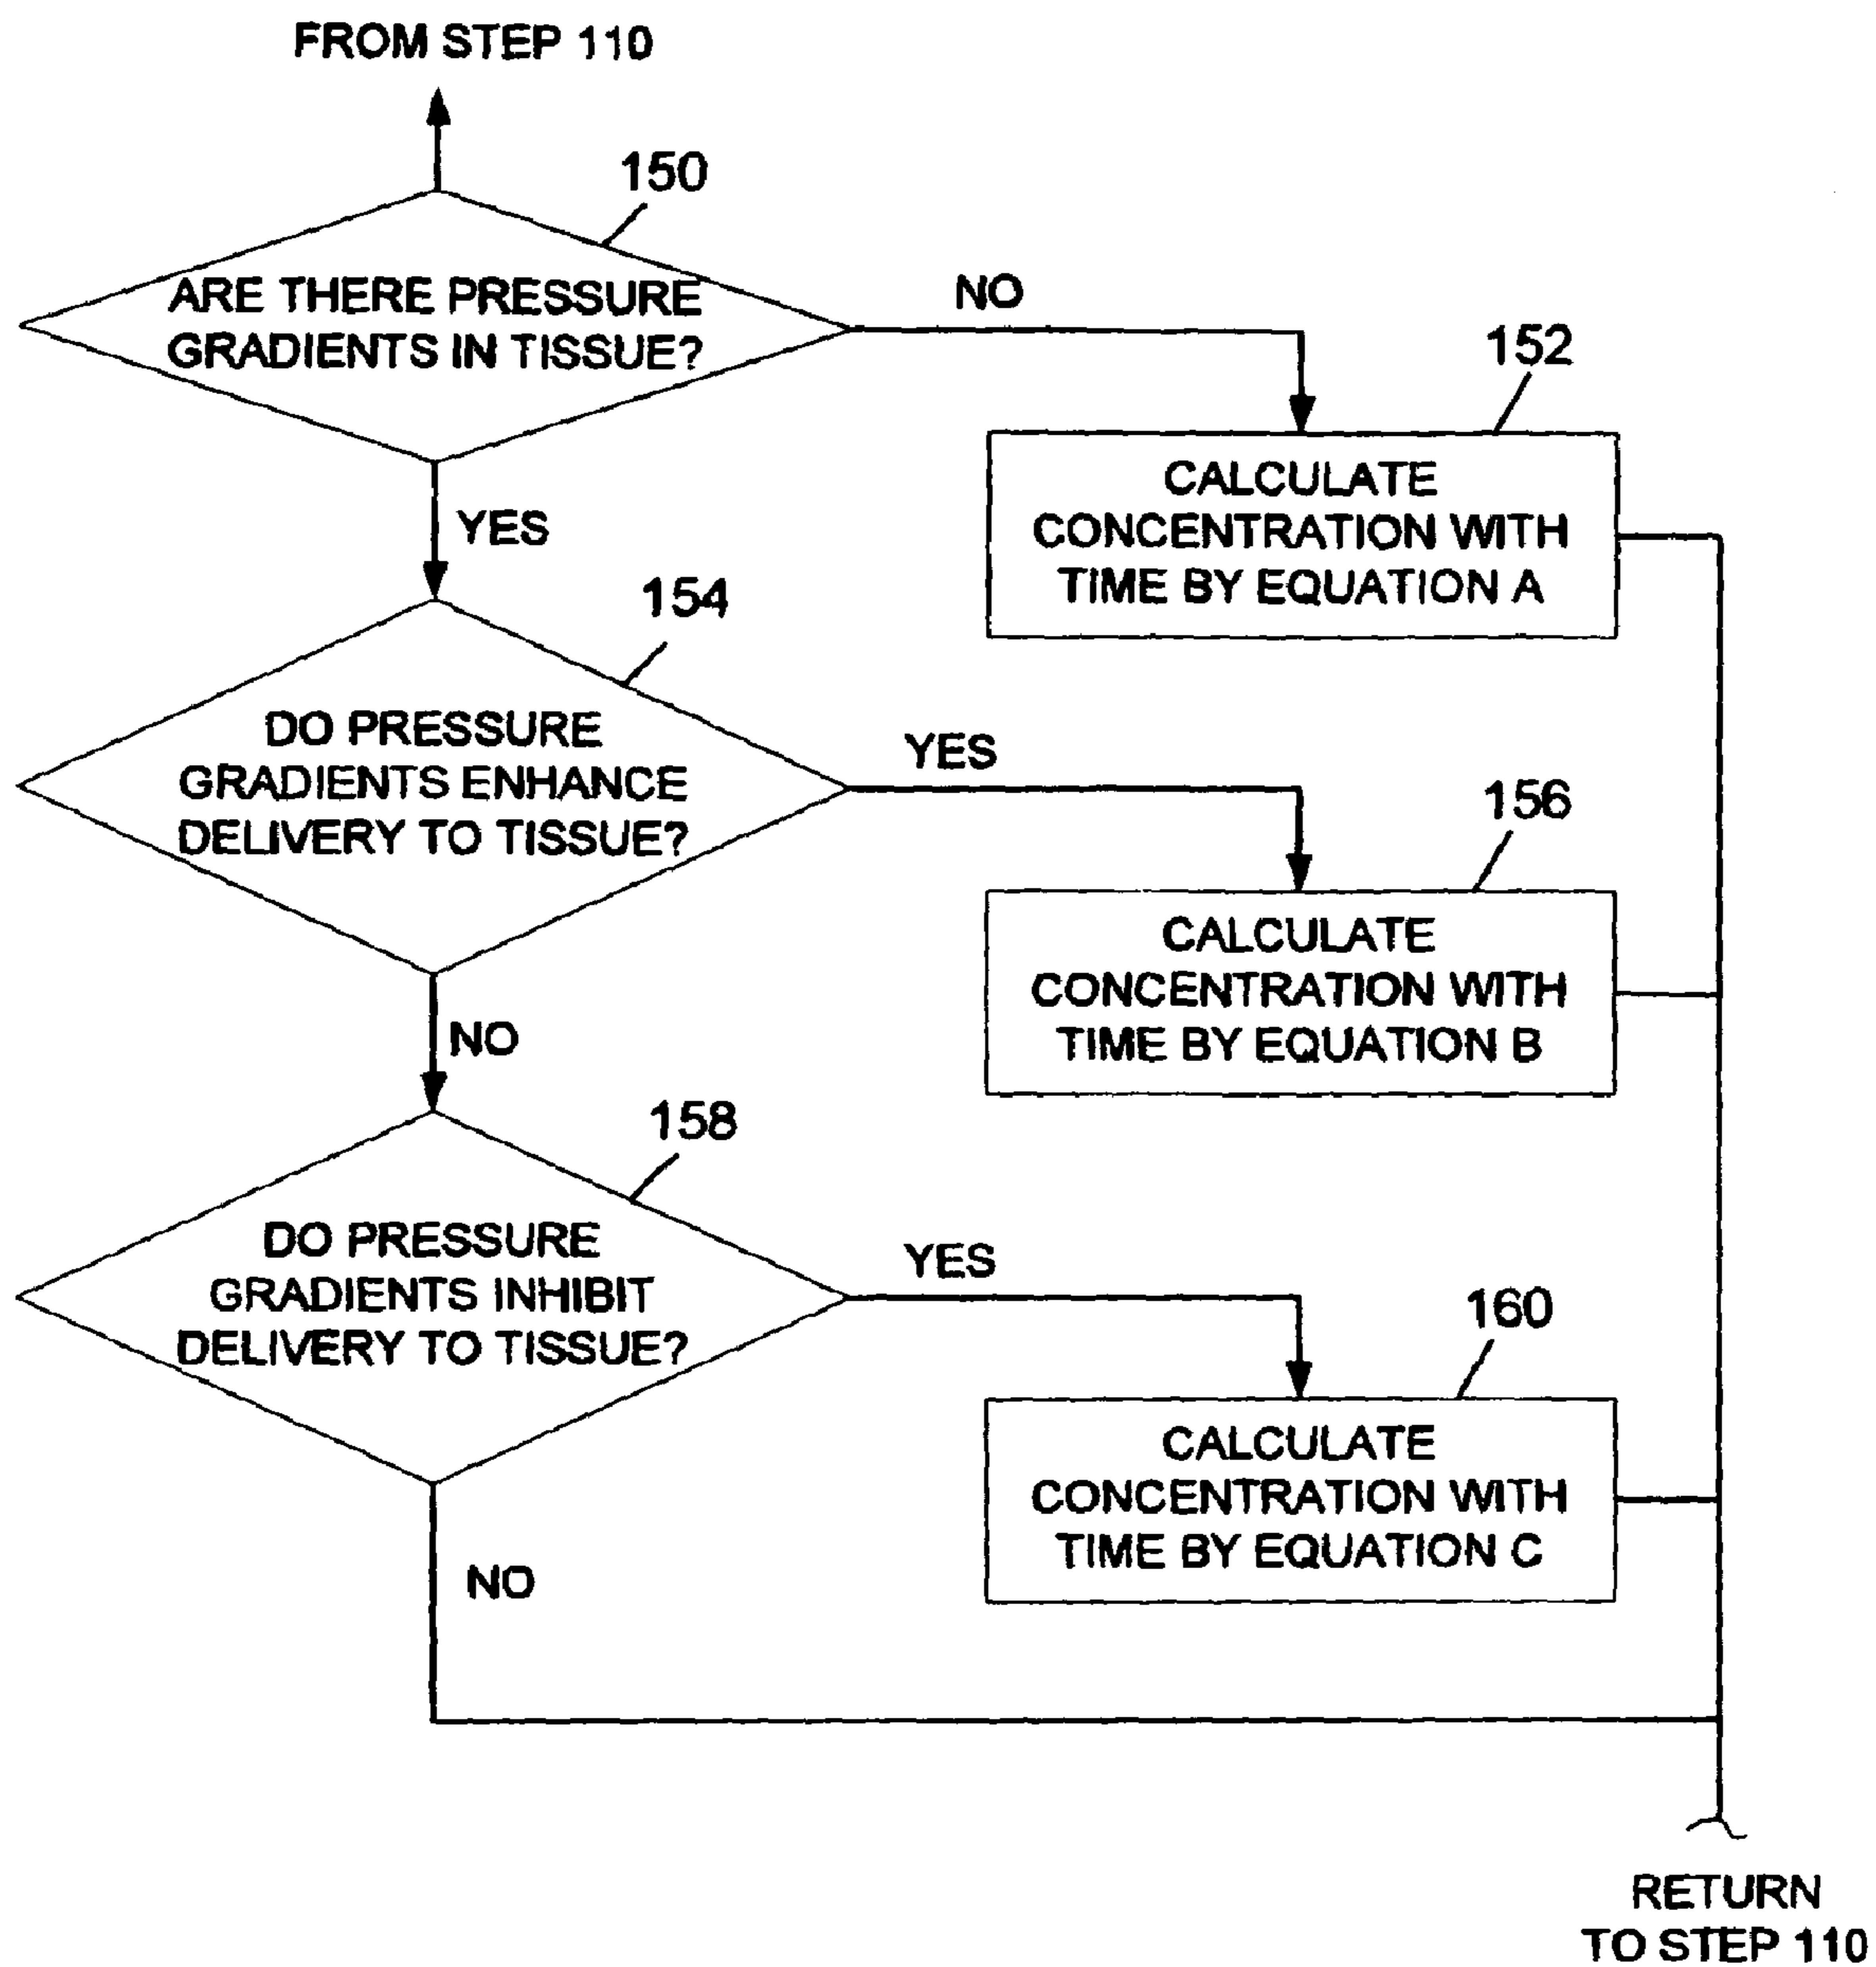 FROM STEP 110
150
ARE THERE PRESSURE
GRADIENTS IN TISSUE?
NO
152
CALCULATE
CONCENTRATION WITH
TIME BY EQUATION A
YES
154
DO PRESSURE
GRADIENTS ENHANCE
DELIVERY TO TISSUE?
YES
156
CALCULATE
CONCENTRATION WITH
TIME BY EQUATION B
NO
158
DO PRESSURE
GRADIENTS INHIBIT
DELIVERY TO TISSUE?
YES
160
CALCULATE
CONCENTRATION WITH
TIME BY EQUATION C
NO
RETURN
TO STEP 110